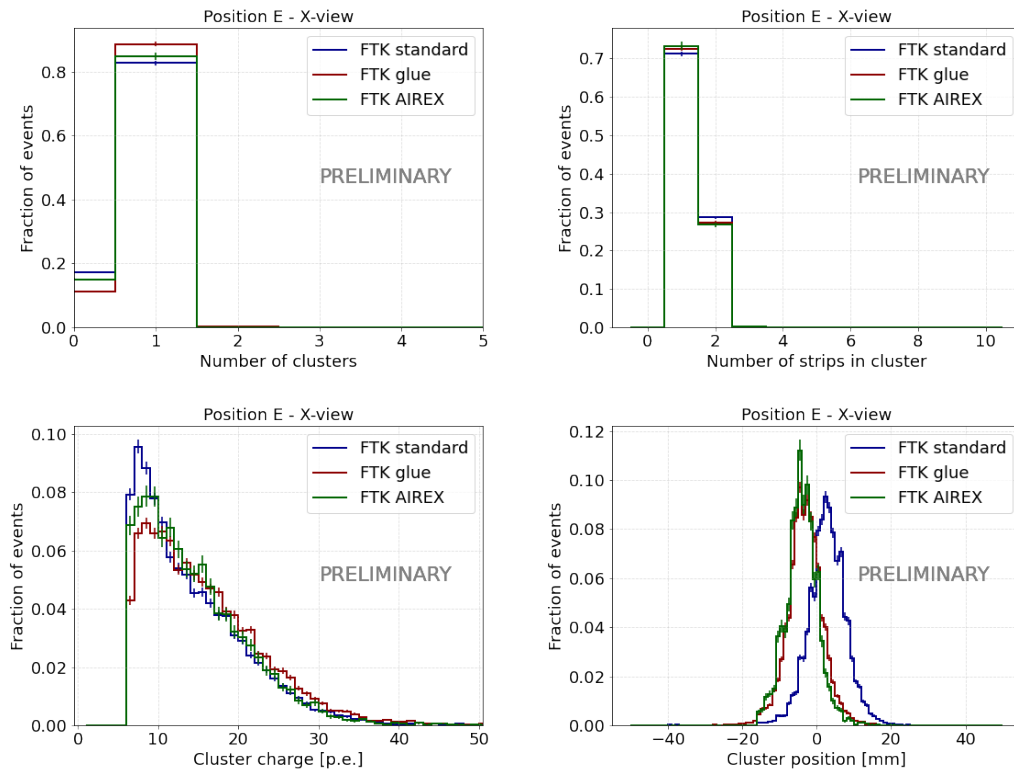 Position E - X-view
FTK standard
FTK glue
FTK AIREX
PRELIMINARY
Fraction of events
0.8
0.6
0.4
0.2
0.0
0 1 2 3 4 5
Number of clusters
Position E - X-view
FTK standard
FTK glue
FTK AIREX
PRELIMINARY
Fraction of events
0.7
0.6
0.5
0.4
0.3
0.2
0.1
0.0
0 2 4 6 8 10
Number of strips in cluster
Position E - X-view
FTK standard
FTK glue
FTK AIREX
PRELIMINARY
Fraction of events
0.10
0.08
0.06
0.04
0.02
0.00
0 10 20 30 40 50
Cluster charge [p.e.]
Position E - X-view
FTK standard
FTK glue
FTK AIREX
PRELIMINARY
Fraction of events
0.12
0.10
0.08
0.06
0.04
0.02
0.00
−40 −20 0 20 40
Cluster position [mm]